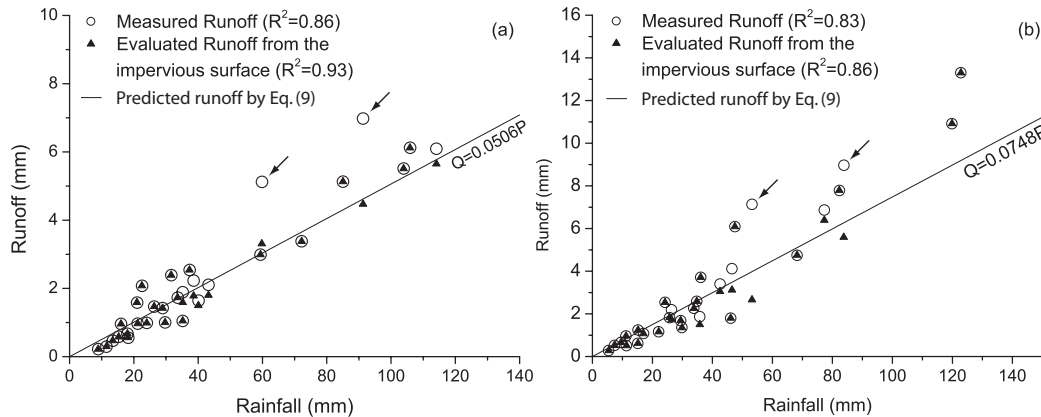 Measured Runoff (R²=0.86)
Evaluated Runoff from the
impervious surface (R²=0.93)
Predicted runoff by Eq. (9)
(a)
Q=0.0506P
10
8
6
4
2
0
Runoff (mm)
0 20 40 60 80 100 120 140
Rainfall (mm)
Measured Runoff (R²=0.83)
Evaluated Runoff from the
impervious surface (R²=0.86)
Predicted runoff by Eq. (9)
(b)
Q=0.0748P
16
14
12
10
8
6
4
2
0
Runoff (mm)
0 20 40 60 80 100 120 140
Rainfall (mm)